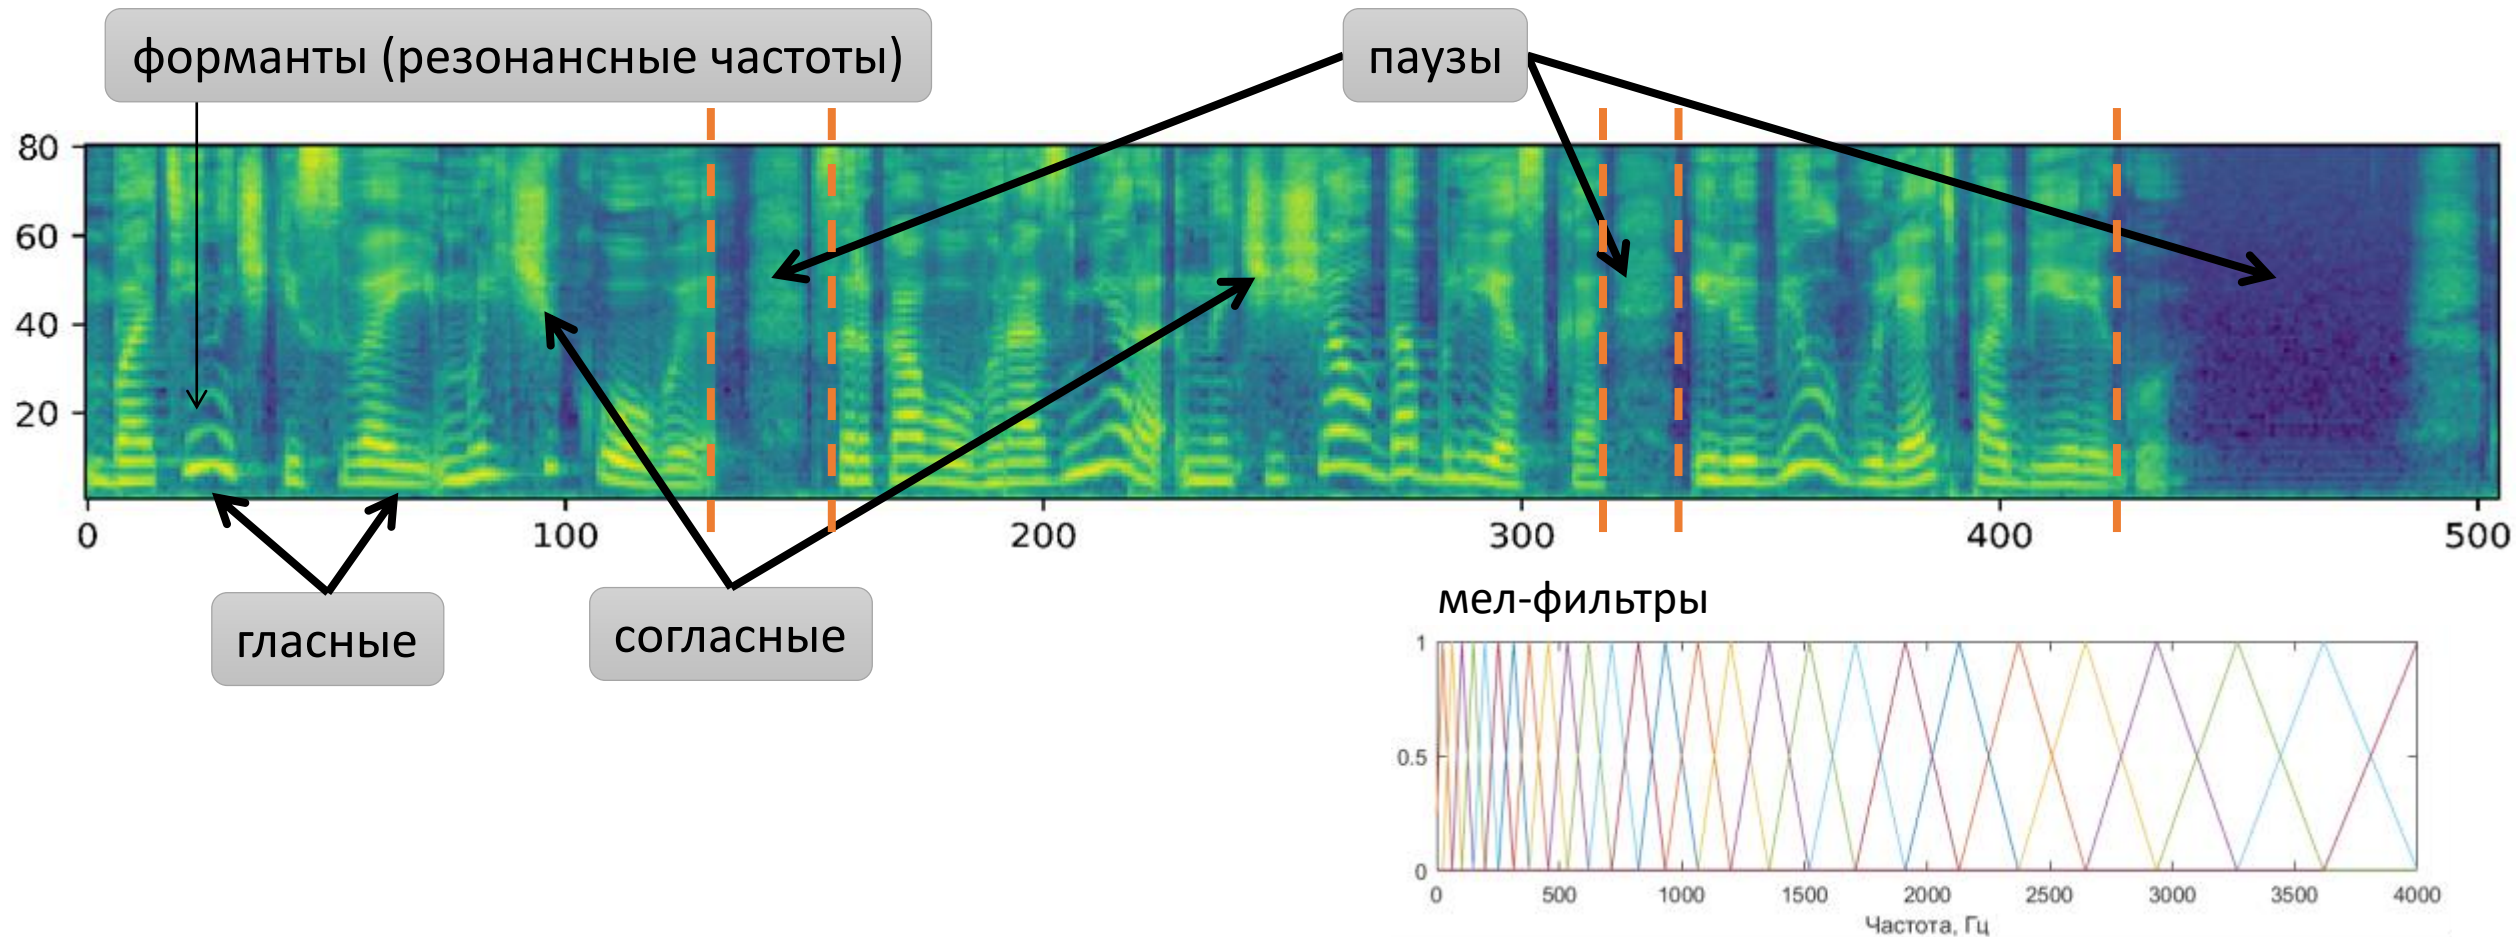 форманты (резонансные частоты)
паузы
80
60
40
20
0 100 200 300 400 500
гласные
согласные
мел-фильтры
1
0.5
0
0 500 1000 1500 2000 2500 3000 3500 4000
Частота, Гц